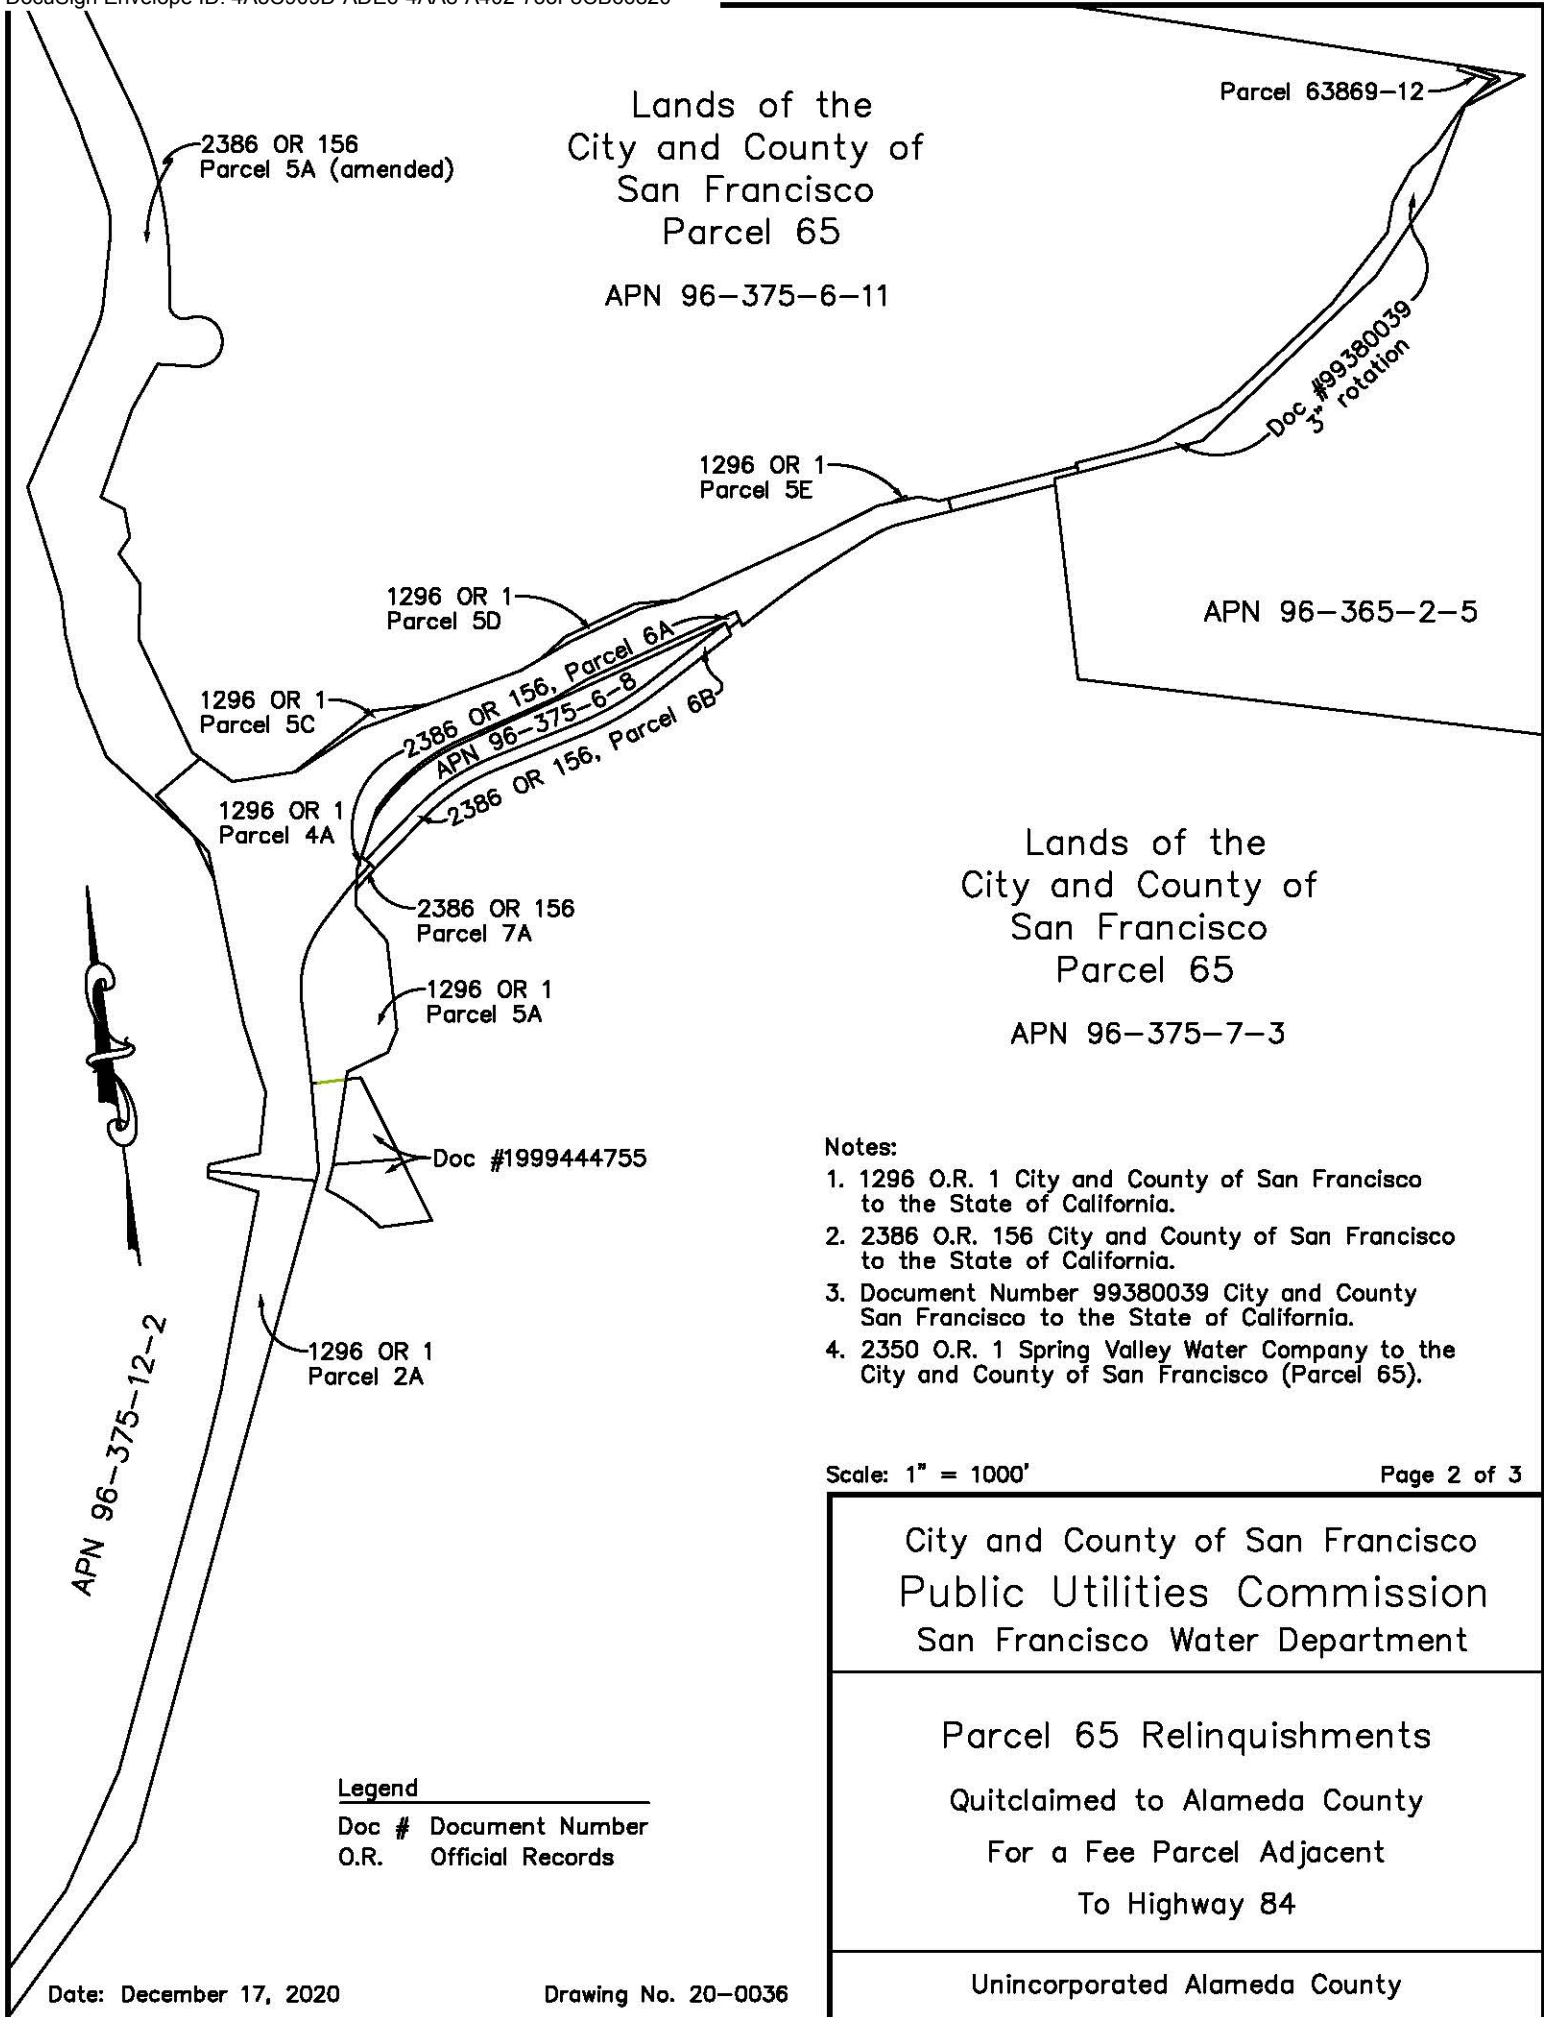 Lands of the
City and County of
San Francisco
Parcel 65
APN 96-375-6-11
Parcel 63869-12
2386 OR 156
Parcel 5A (amended)
Doc #99380039
3" rotation
1296 OR 1
Parcel 5E
APN 96-365-2-5
1296 OR 1
Parcel 5D
2386 OR 156, Parcel 6A
APN 96-375-6-8
2386 OR 156, Parcel 6B
1296 OR 1
Parcel 5C
1296 OR 1
Parcel 4A
2386 OR 156
Parcel 7A
1296 OR 1
Parcel 5A
Lands of the
City and County of
San Francisco
Parcel 65
APN 96-375-7-3
Doc #1999444755
1296 OR 1
Parcel 2A
APN 96-375-12-2
Notes:
1. 1296 O.R. 1 City and County of San Francisco
to the State of California.
2. 2386 O.R. 156 City and County of San Francisco
to the State of California.
3. Document Number 99380039 City and County
San Francisco to the State of California.
4. 2350 O.R. 1 Spring Valley Water Company to the
City and County of San Francisco (Parcel 65).
Scale: 1" = 1000'
Page 2 of 3
City and County of San Francisco
Public Utilities Commission
San Francisco Water Department
Parcel 65 Relinquishments
Quitclaimed to Alameda County
For a Fee Parcel Adjacent
To Highway 84
Unincorporated Alameda County
Legend
Doc # Document Number
O.R. Official Records
Date: December 17, 2020
Drawing No. 20-0036